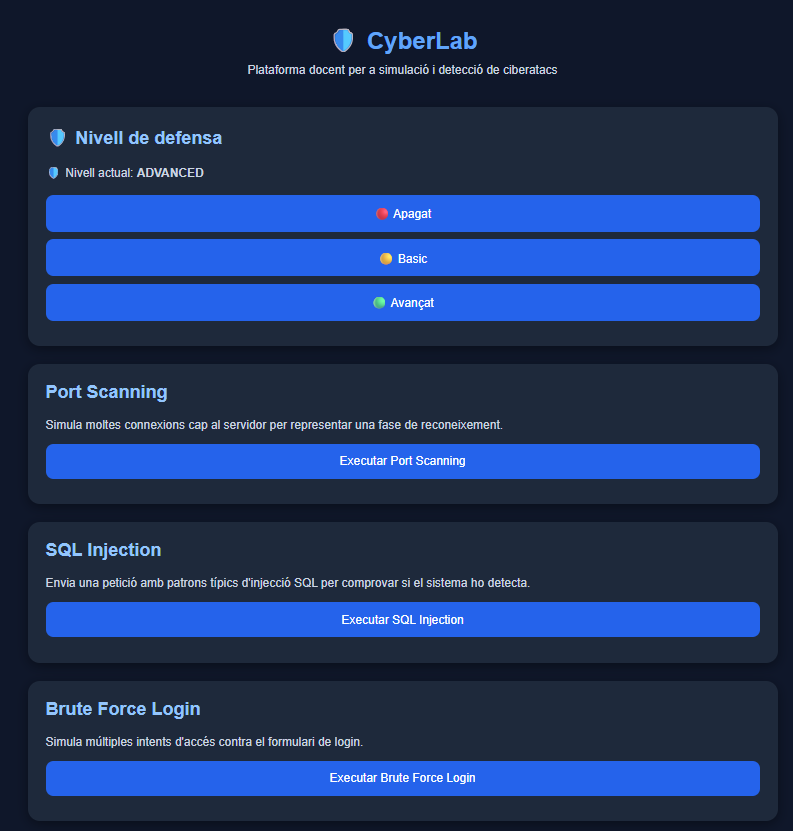 CyberLab
Plataforma docent per a simulació i detecció de ciberatacs
Nivell de defensa
Nivell actual: ADVANCED
Apagat
Basic
Avançat
Port Scanning
Simula moltes connexions cap al servidor per representar una fase de reconeixement.
Executar Port Scanning
SQL Injection
Envia una petició amb patrons típics d'injecció SQL per comprovar si el sistema ho detecta.
Executar SQL Injection
Brute Force Login
Simula múltiples intents d'accés contra el formulari de login.
Executar Brute Force Login